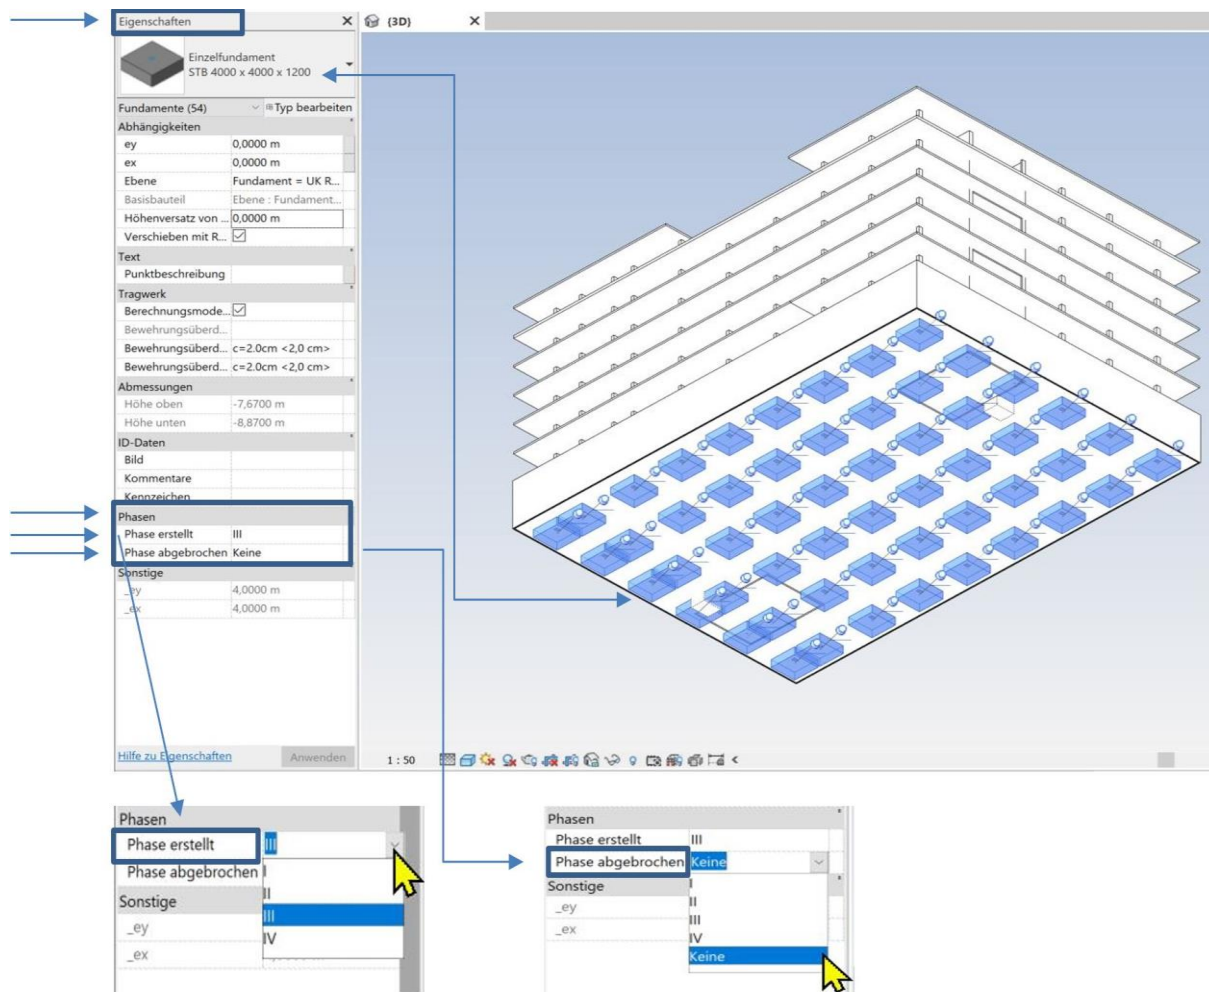 Eigenschaften
(3D)
Einzelfundament
STB 4000 x 4000 x 1200
Fundamente (54)
Typ bearbeiten
Abhängigkeiten
ey 0,0000 m
ex 0,0000 m
Ebene Fundament = UK R...
Basisbauteil Ebene : Fundament...
Höhenversatz von ... 0,0000 m
Verschieben mit R...
Text
Punktbeschreibung
Tragwerk
Berechnungsmode...
Bewehrungsüberd...
Bewehrungsüberd... c=2.0cm <2,0 cm>
Bewehrungsüberd... c=2.0cm <2,0 cm>
Abmessungen
Höhe oben -7,6700 m
Höhe unten -8,8700 m
ID-Daten
Bild
Kommentare
Kennzeichen
Phasen
Phase erstellt III
Phase abgebrochen Keine
Sonstige
_ey 4,0000 m
_ex 4,0000 m
Hilfe zu Eigenschaften
Anwenden
1 : 50
Phasen
Phase erstellt III
Phase abgebrochen I
II
Sonstige
III
_ey
IV
_ex
Phasen
Phase erstellt III
Phase abgebrochen Keine
Sonstige
I
_ey
II
III
_ex
IV
Keine